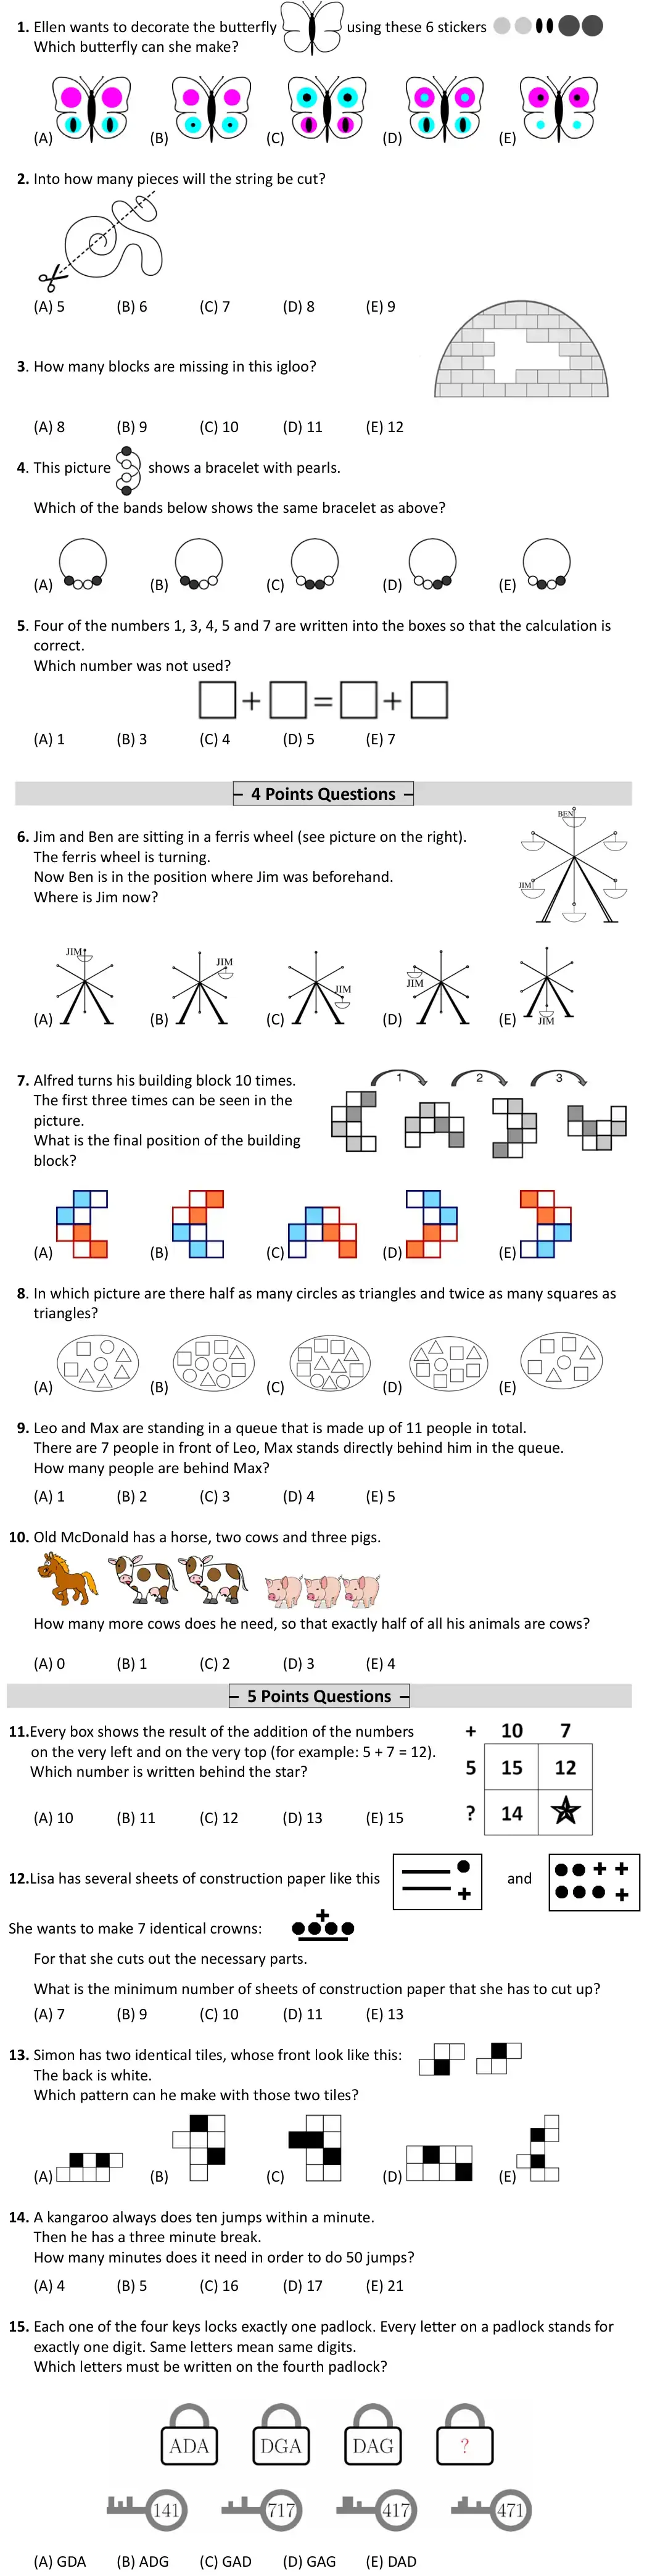 1. Ellen wants to decorate the butterfly using these 6 stickers
Which butterfly can she make?
(A) (B) (C) (D) (E)
2. Into how many pieces will the string be cut?
(A) 5 (B) 6 (C) 7 (D) 8 (E) 9
3. How many blocks are missing in this igloo?
(A) 8 (B) 9 (C) 10 (D) 11 (E) 12
4. This picture shows a bracelet with pearls.
Which of the bands below shows the same bracelet as above?
(A) (B) (C) (D) (E)
5. Four of the numbers 1, 3, 4, 5 and 7 are written into the boxes so that the calculation is
correct.
Which number was not used?
+ = +
(A) 1 (B) 3 (C) 4 (D) 5 (E) 7
– 4 Points Questions –
BEN
6. Jim and Ben are sitting in a ferris wheel (see picture on the right).
The ferris wheel is turning.
Now Ben is in the position where Jim was beforehand.
JIM
Where is Jim now?
JIM JIM JIM JIM JIM
(A) (B) (C) (D) (E)
7. Alfred turns his building block 10 times.
1 2 3
The first three times can be seen in the
picture.
What is the final position of the building
block?
(A) (B) (C) (D) (E)
8. In which picture are there half as many circles as triangles and twice as many squares as
triangles?
(A) (B) (C) (D) (E)
9. Leo and Max are standing in a queue that is made up of 11 people in total.
There are 7 people in front of Leo, Max stands directly behind him in the queue.
How many people are behind Max?
(A) 1 (B) 2 (C) 3 (D) 4 (E) 5
10. Old McDonald has a horse, two cows and three pigs.
How many more cows does he need, so that exactly half of all his animals are cows?
(A) 0 (B) 1 (C) 2 (D) 3 (E) 4
– 5 Points Questions –
11.Every box shows the result of the addition of the numbers
on the very left and on the very top (for example: 5 + 7 = 12).
Which number is written behind the star?
+ 10 7
5 15 12
? 14
(A) 10 (B) 11 (C) 12 (D) 13 (E) 15
12.Lisa has several sheets of construction paper like this and
She wants to make 7 identical crowns:
For that she cuts out the necessary parts.
What is the minimum number of sheets of construction paper that she has to cut up?
(A) 7 (B) 9 (C) 10 (D) 11 (E) 13
13. Simon has two identical tiles, whose front look like this:
The back is white.
Which pattern can he make with those two tiles?
(A) (B) (C) (D) (E)
14. A kangaroo always does ten jumps within a minute.
Then he has a three minute break.
How many minutes does it need in order to do 50 jumps?
(A) 4 (B) 5 (C) 16 (D) 17 (E) 21
15. Each one of the four keys locks exactly one padlock. Every letter on a padlock stands for
exactly one digit. Same letters mean same digits.
Which letters must be written on the fourth padlock?
ADA DGA DAG ?
141 717 417 471
(A) GDA (B) ADG (C) GAD (D) GAG (E) DAD